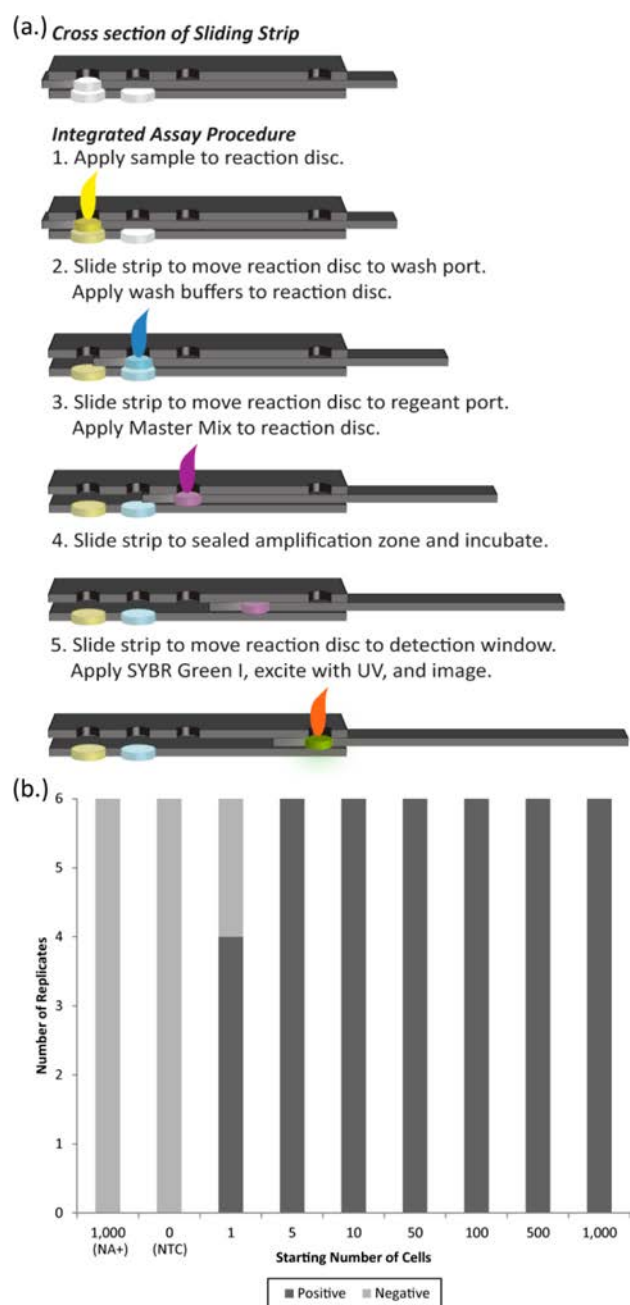 (a.) Cross section of Sliding Strip
Integrated Assay Procedure
1. Apply sample to reaction disc.
2. Slide strip to move reaction disc to wash port.
Apply wash buffers to reaction disc.
3. Slide strip to move reaction disc to regeant port.
Apply Master Mix to reaction disc.
4. Slide strip to sealed amplification zone and incubate.
5. Slide strip to move reaction disc to detection window.
Apply SYBR Green I, excite with UV, and image.
(b.)
6
5
4
3
2
1
0
Number of Replicates
1,000 0 1 5 10 50 100 500 1,000
(NA+) (NTC)
Starting Number of Cells
Positive Negative